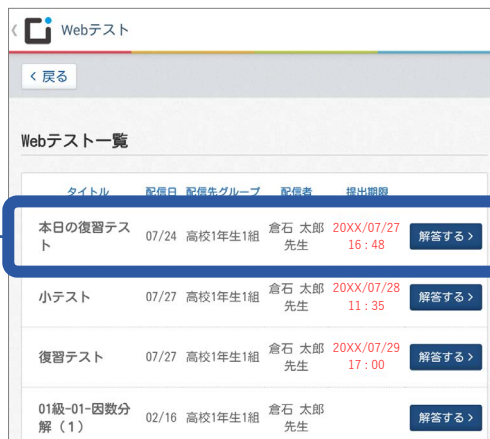 Webテスト
戻る
Webテスト一覧
タイトル 配信日 配信先グループ 配信者 提出期限
本日の復習テス
ト
07/24 高校1年生1組
倉石 太郎
先生
20XX/07/27
16:48
解答する
小テスト 07/27 高校1年生1組
倉石 太郎
先生
20XX/07/28
11:35
解答する
復習テスト 07/27 高校1年生1組
倉石 太郎
先生
20XX/07/29
17:00
解答する
01級-01-因数分
解(1)
02/16 高校1年生1組
倉石 太郎
先生
解答する